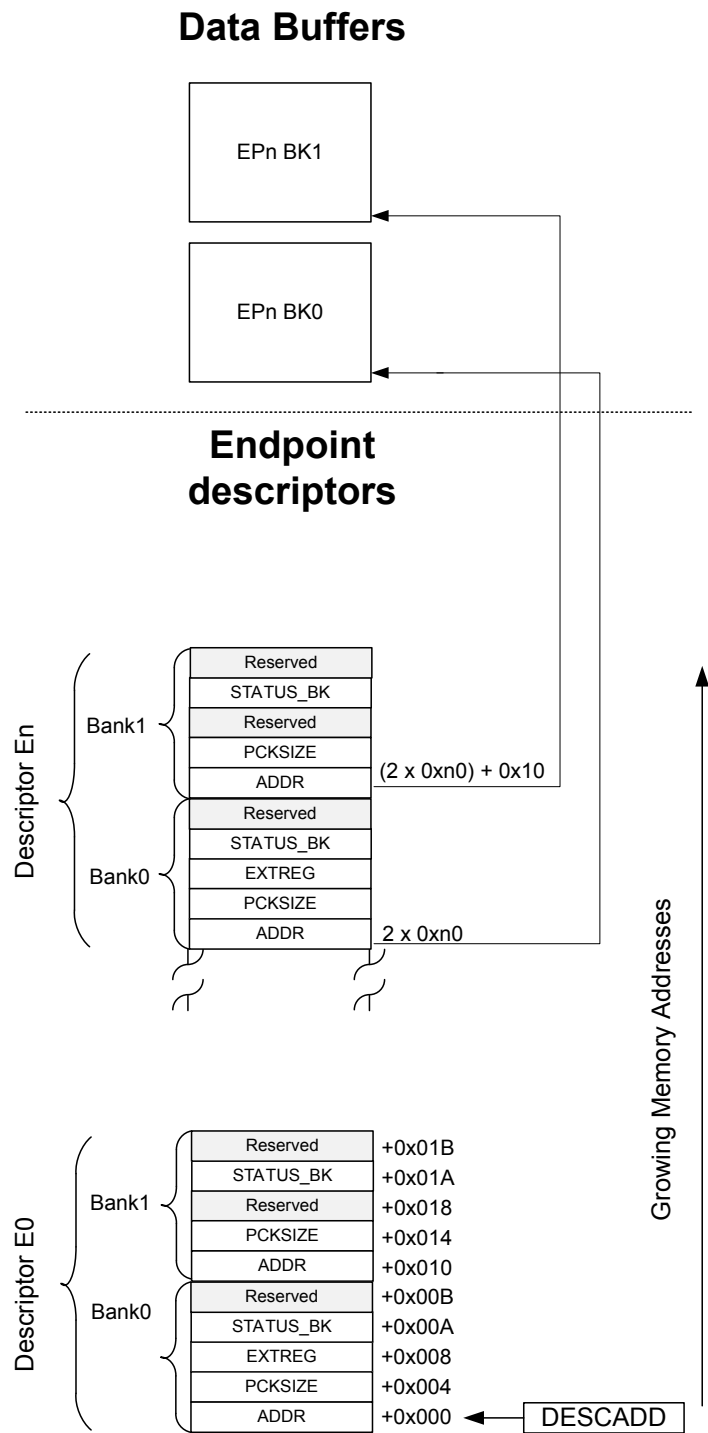 Data Buffers
EPn BK1
EPn BK0
Endpoint
descriptors
Descriptor En
Bank1
Reserved
STATUS_BK
Reserved
PCKSIZE
ADDR
(2 x 0xn0) + 0x10
Bank0
Reserved
STATUS_BK
EXTREG
PCKSIZE
ADDR
2 x 0xn0
Growing Memory Addresses
Descriptor E0
Bank1
Reserved +0x01B
STATUS_BK +0x01A
Reserved +0x018
PCKSIZE +0x014
ADDR +0x010
Bank0
Reserved +0x00B
STATUS_BK +0x00A
EXTREG +0x008
PCKSIZE +0x004
ADDR +0x000
DESCADD